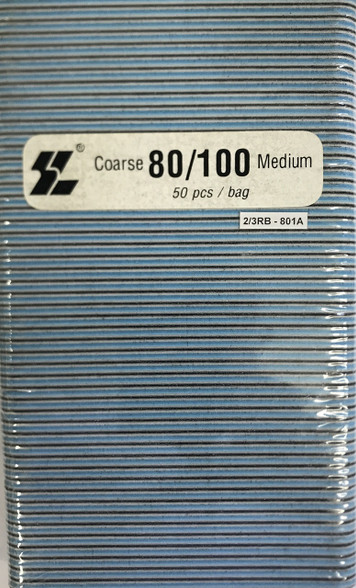 ® Coarse 80/100 Medium
50 pcs / bag
2/3RB - 801A